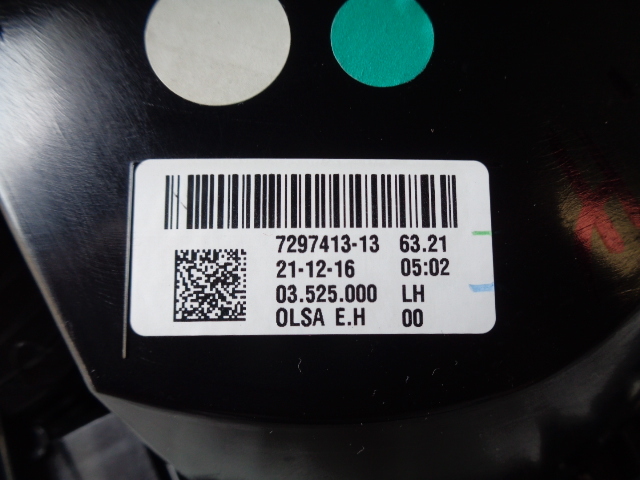 7297413-13 63.21
21-12-16 05:02
03.525.000 LH
OLSA E.H 00